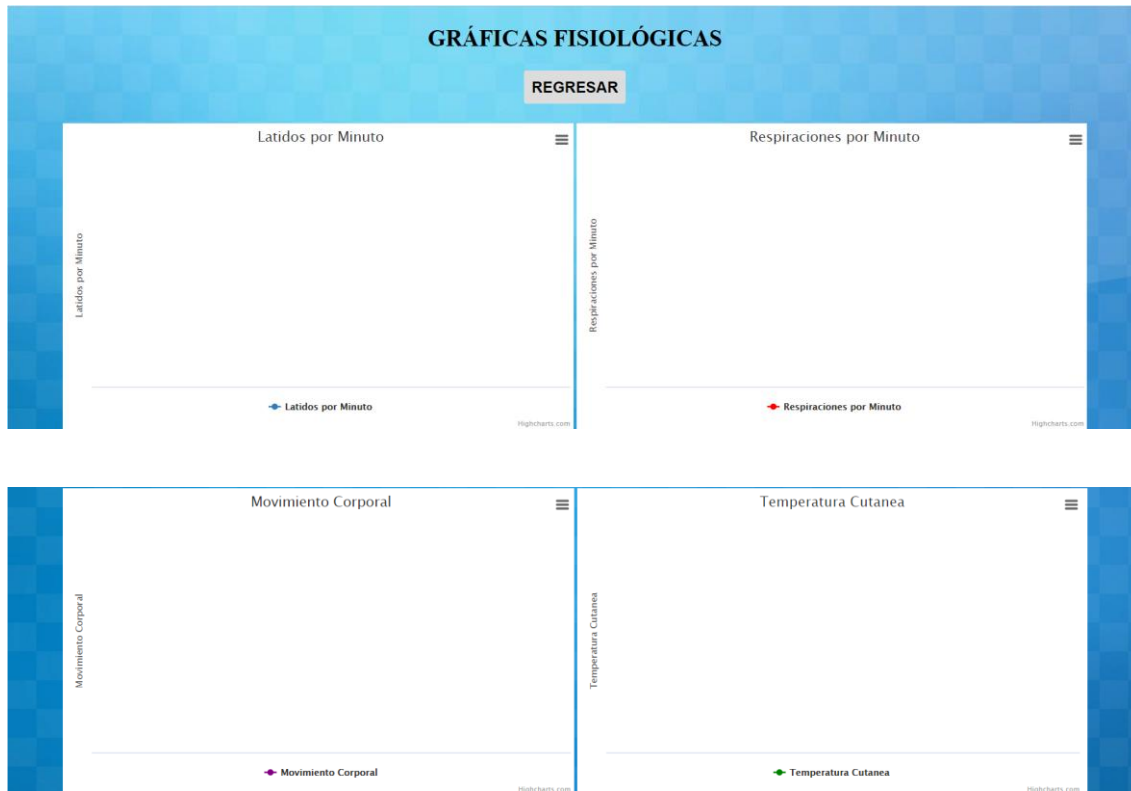 GRÁFICAS FISIOLÓGICAS
REGRESAR
Latidos por Minuto
Latidos por Minuto
Latidos por Minuto
Highcharts.com
Respiraciones por Minuto
Respiraciones por Minuto
Respiraciones por Minuto
Highcharts.com
Movimiento Corporal
Movimiento Corporal
Movimiento Corporal
Highcharts.com
Temperatura Cutanea
Temperatura Cutanea
Temperatura Cutanea
Highcharts.com